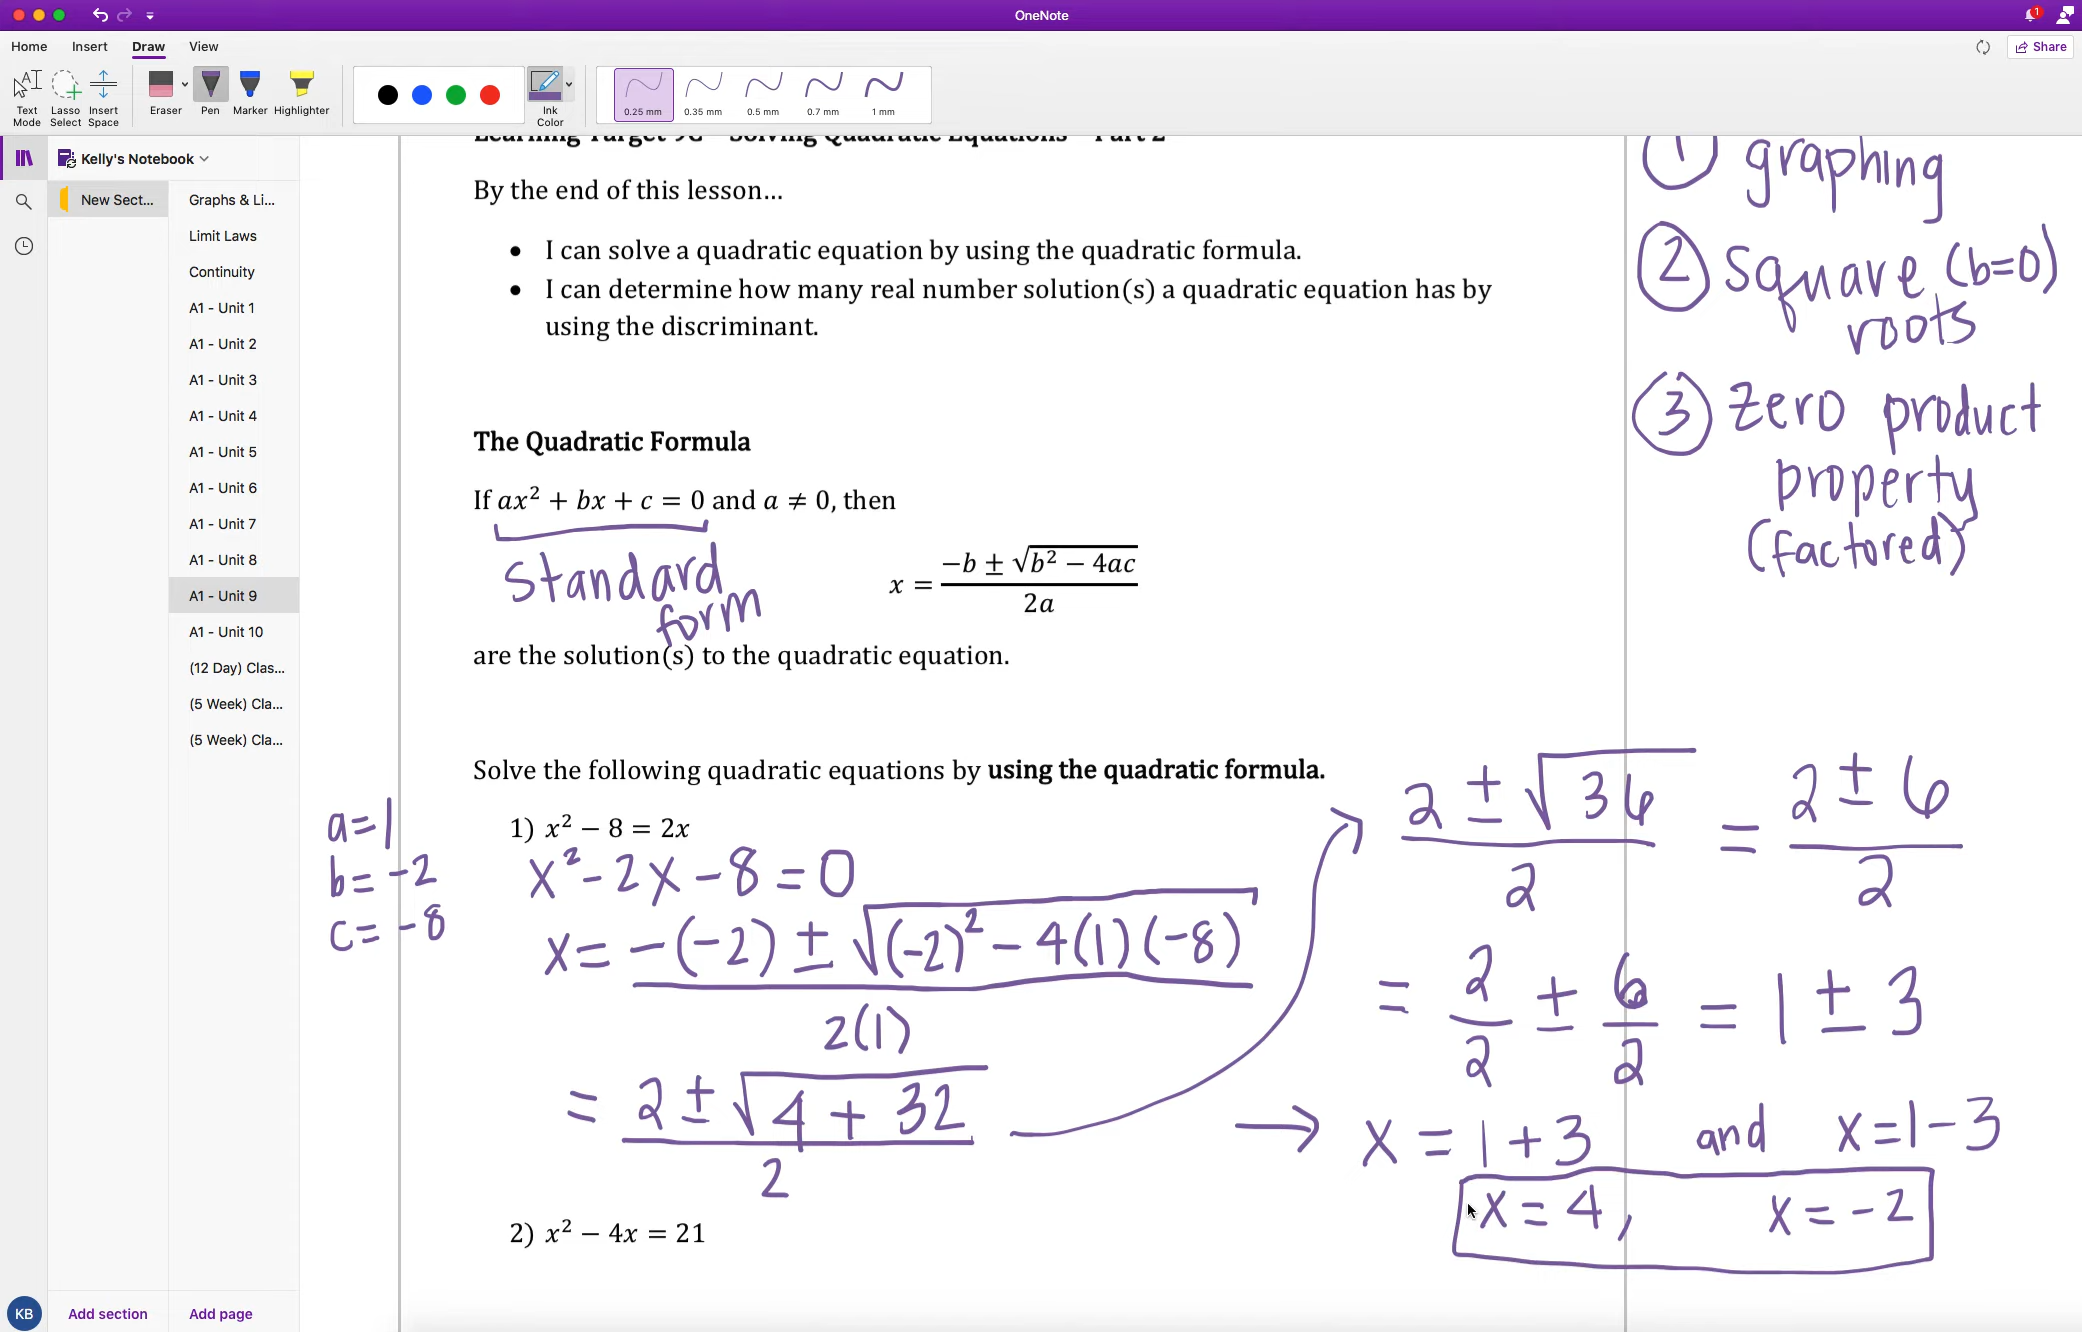 OneNote
1
Home Insert Draw View
Share
Text Mode
Lasso Select
Insert Space
Eraser
Pen
Marker
Highlighter
Ink Color
0.25 mm
0.35 mm
0.5 mm
0.7 mm
1 mm
Kelly's Notebook
New Sect...
Graphs & Li...
Limit Laws
Continuity
A1 - Unit 1
A1 - Unit 2
A1 - Unit 3
A1 - Unit 4
A1 - Unit 5
A1 - Unit 6
A1 - Unit 7
A1 - Unit 8
A1 - Unit 9
A1 - Unit 10
(12 Day) Clas...
(5 Week) Cla...
(5 Week) Cla...
KB
Add section
Add page
Learning Target 9C – Solving Quadratic Equations – Part 2
By the end of this lesson...
• I can solve a quadratic equation by using the quadratic formula.
• I can determine how many real number solution(s) a quadratic equation has by
using the discriminant.
The Quadratic Formula
If ax² + bx + c = 0 and a ≠ 0, then
standard
form
x = (−b ± √(b² − 4ac)) / 2a
are the solution(s) to the quadratic equation.
① graphing
② square (b=0)
roots
③ zero product
property
(factored)
Solve the following quadratic equations by using the quadratic formula.
1) x² − 8 = 2x
a=1
b= -2
c= -8
x² - 2x - 8 = 0
x = (-(-2) ± √((-2)² - 4(1)(-8))) / 2(1)
= (2 ± √(4 + 32)) / 2
(2 ± √36) / 2 = (2 ± 6) / 2
= 2/2 ± 6/2 = 1 ± 3
→ x = 1 + 3 and x = 1 - 3
x = 4, x = -2
2) x² − 4x = 21